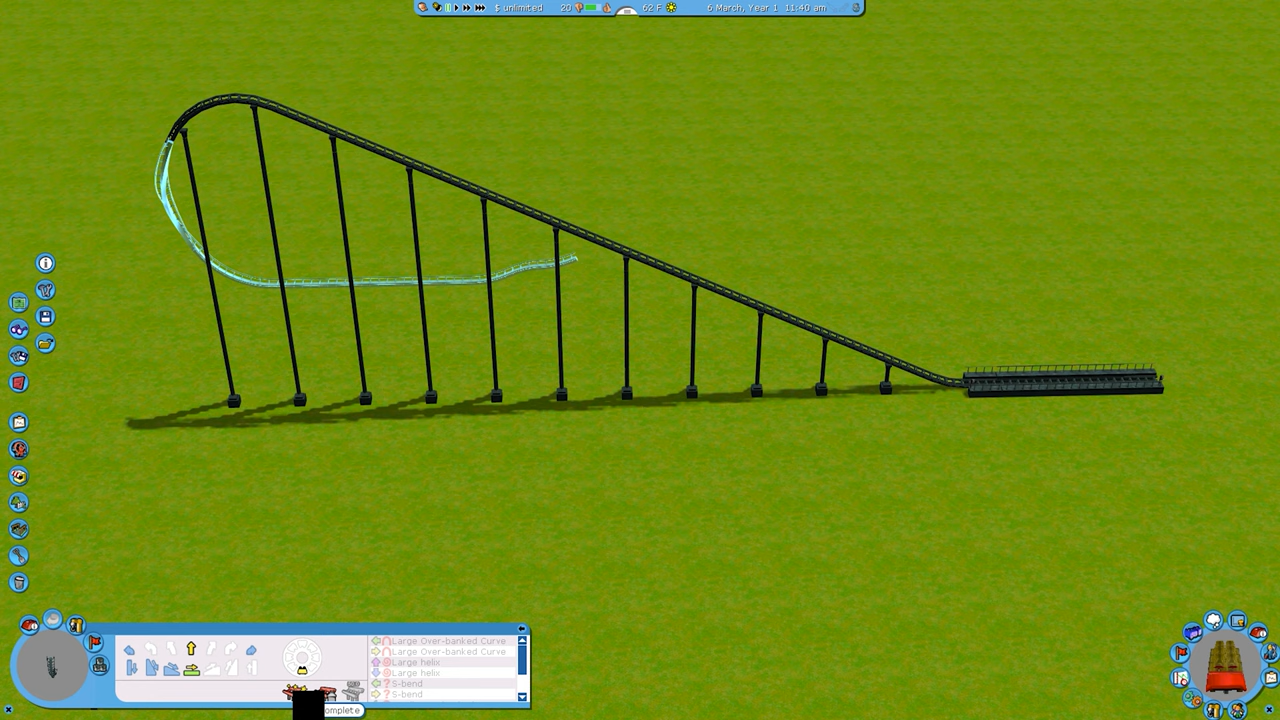 $ unlimited 20 62 F 6 March, Year 1 11:40 am
Large Over-banked Curve
Large Over-banked Curve
Large helix
Large helix
S-bend
S-bend
omplete